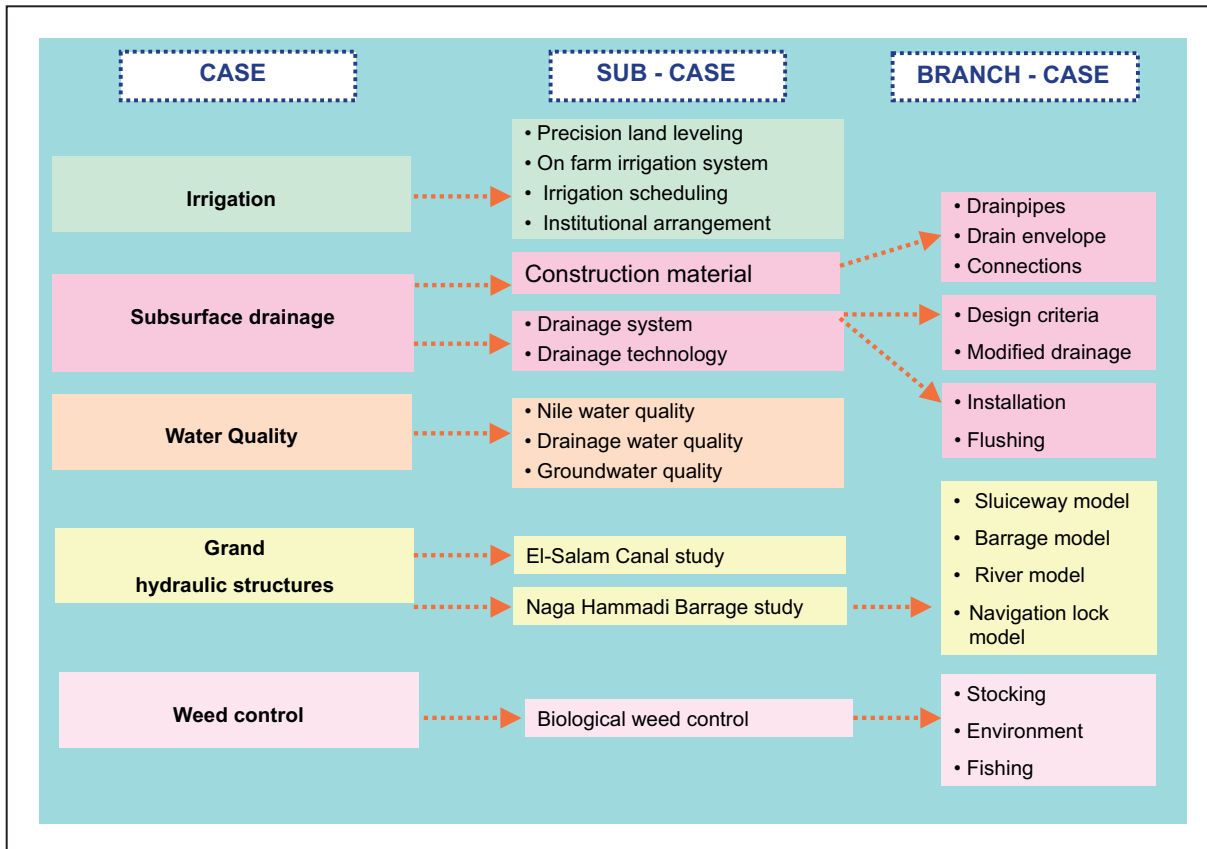 CASE
SUB - CASE
BRANCH - CASE
Irrigation
• Precision land leveling
• On farm irrigation system
• Irrigation scheduling
• Institutional arrangement
Subsurface drainage
Construction material
• Drainage system
• Drainage technology
• Drainpipes
• Drain envelope
• Connections
• Design criteria
• Modified drainage
• Installation
• Flushing
Water Quality
• Nile water quality
• Drainage water quality
• Groundwater quality
Grand
hydraulic structures
El-Salam Canal study
Naga Hammadi Barrage study
• Sluiceway model
• Barrage model
• River model
• Navigation lock
model
Weed control
Biological weed control
• Stocking
• Environment
• Fishing